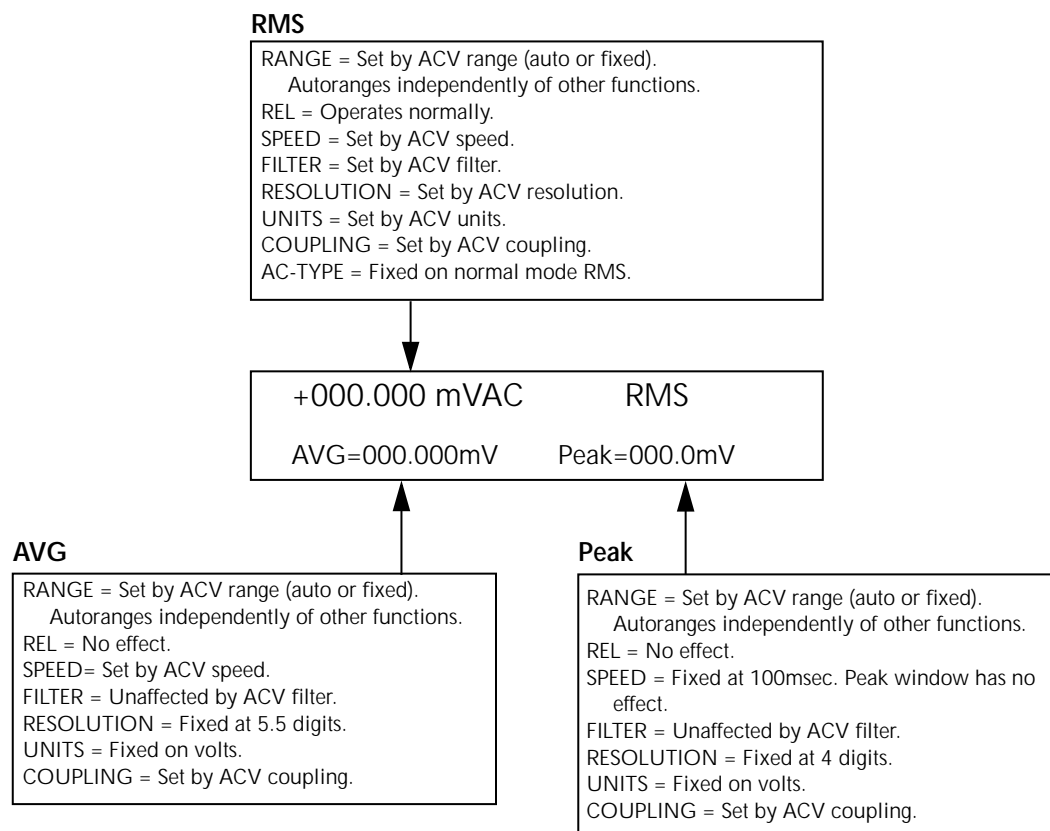 RMS
RANGE = Set by ACV range (auto or fixed).
Autoranges independently of other functions.
REL = Operates normally.
SPEED = Set by ACV speed.
FILTER = Set by ACV filter.
RESOLUTION = Set by ACV resolution.
UNITS = Set by ACV units.
COUPLING = Set by ACV coupling.
AC-TYPE = Fixed on normal mode RMS.
+000.000 mVAC RMS
AVG=000.000mV Peak=000.0mV
AVG
RANGE = Set by ACV range (auto or fixed).
Autoranges independently of other functions.
REL = No effect.
SPEED= Set by ACV speed.
FILTER = Unaffected by ACV filter.
RESOLUTION = Fixed at 5.5 digits.
UNITS = Fixed on volts.
COUPLING = Set by ACV coupling.
Peak
RANGE = Set by ACV range (auto or fixed).
Autoranges independently of other functions.
REL = No effect.
SPEED = Fixed at 100msec. Peak window has no
effect.
FILTER = Unaffected by ACV filter.
RESOLUTION = Fixed at 4 digits.
UNITS = Fixed on volts.
COUPLING = Set by ACV coupling.